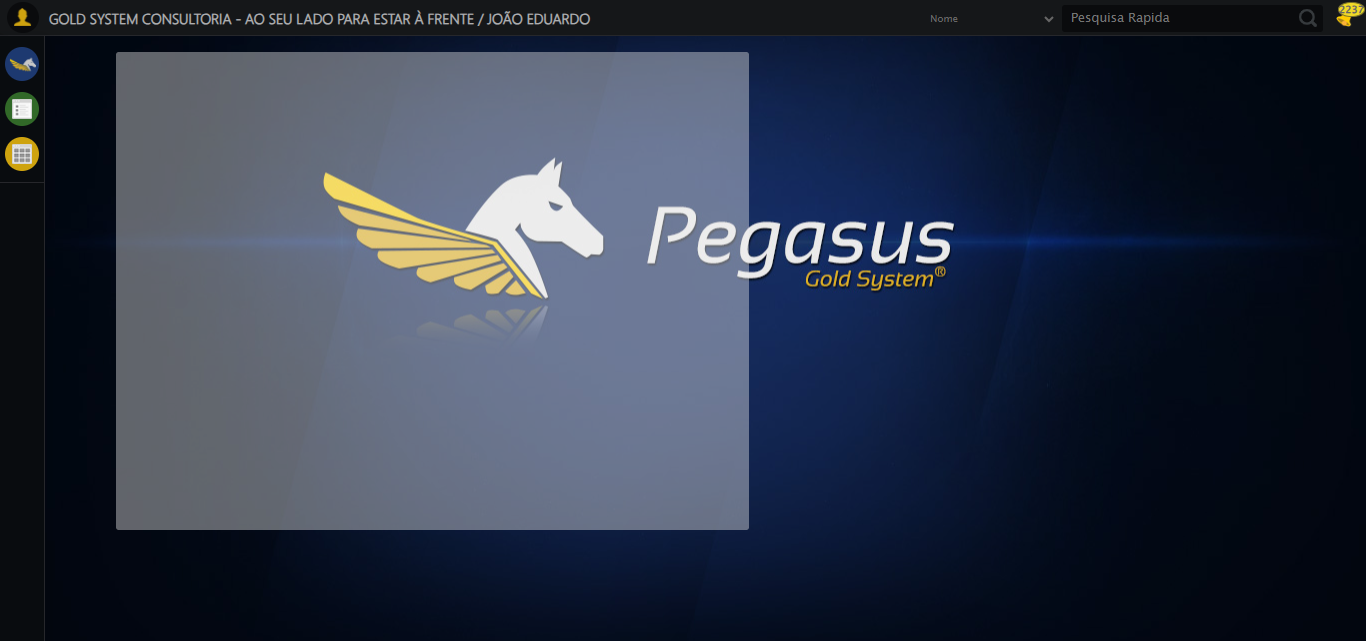 GOLD SYSTEM CONSULTORIA - AO SEU LADO PARA ESTAR À FRENTE / JOÃO EDUARDO
Nome
Pesquisa Rapida
2237
Pegasus
Gold System®